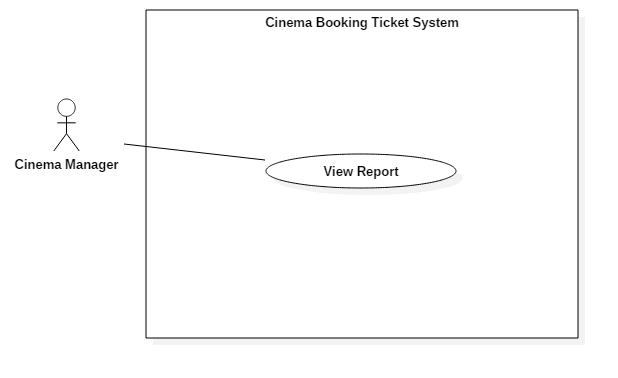 Cinema Booking Ticket System
Cinema Manager
View Report